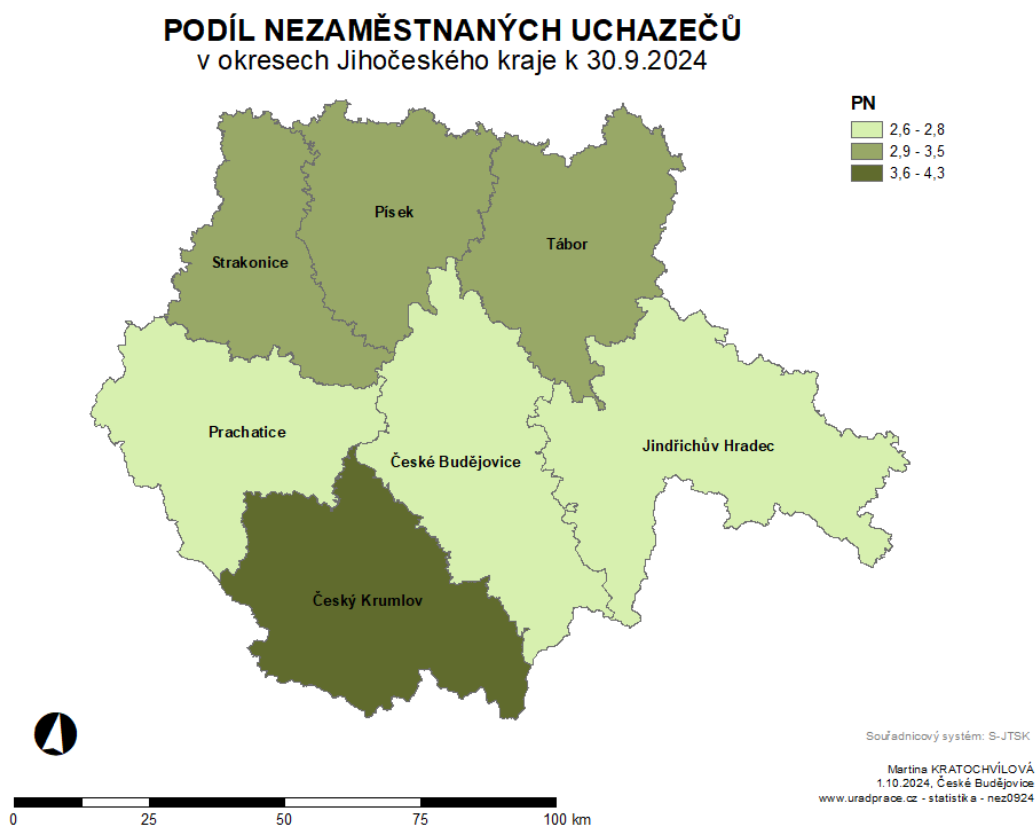 PODÍL NEZAMĚSTNANÝCH UCHAZEČŮ
v okresech Jihočeského kraje k 30.9.2024
PN
2,6 - 2,8
2,9 - 3,5
3,6 - 4,3
Písek
Tábor
Strakonice
Prachatice
České Budějovice
Jindřichův Hradec
Český Krumlov
Souřadnicový systém: S-JTSK
Martina KRATOCHVÍLOVÁ
1.10.2024, České Budějovice
www.uradprace.cz - statistika - nez0924
0 25 50 75 100 km